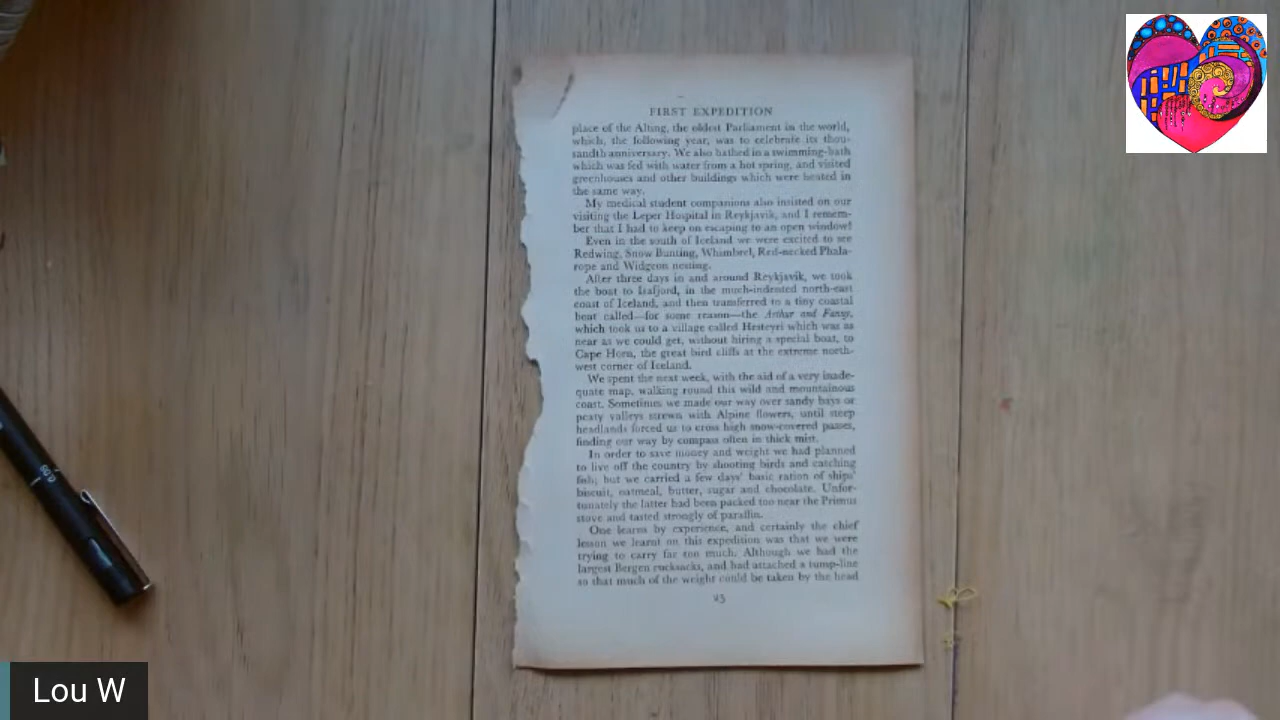 FIRST EXPEDITION
place of the Alting, the oldest Parliament in the world,
which, the following year, was to celebrate its thou-
sandth anniversary. We also bathed in a swimming-bath
which was fed with water from a hot spring, and visited
greenhouses and other buildings which were heated in
the same way.
My medical student companions also insisted on our
visiting the Leper Hospital in Reykjavik, and I remem-
ber that I had to keep on escaping to an open window!
Even in the south of Iceland we were excited to see
Redwing, Snow Bunting, Whimbrel, Red-necked Phala-
rope and Widgeon nesting.
After three days in and around Reykjavik, we took
the boat to Isafjord, in the much-indented north-east
coast of Iceland, and then transferred to a tiny coastal
boat called—for some reason—the Arthur and Fanny,
which took us to a village called Hesteyri which was as
near as we could get, without hiring a special boat, to
Cape Horn, the great bird cliffs at the extreme north-
west corner of Iceland.
We spent the next week, with the aid of a very inade-
quate map, walking round this wild and mountainous
coast. Sometimes we made our way over sandy bays or
peaty valleys strewn with Alpine flowers, until steep
headlands forced us to cross high snow-covered passes,
finding our way by compass often in thick mist.
In order to save money and weight we had planned
to live off the country by shooting birds and catching
fish; but we carried a few days' basic ration of ships'
biscuit, oatmeal, butter, sugar and chocolate. Unfor-
tunately the latter had been packed too near the Primus
stove and tasted strongly of paraffin.
One learns by experience, and certainly the chief
lesson we learnt on this expedition was that we were
trying to carry far too much. Although we had the
largest Bergen rucksacks, and had attached a tump-line
so that much of the weight could be taken by the head
23
0.05
Lou W